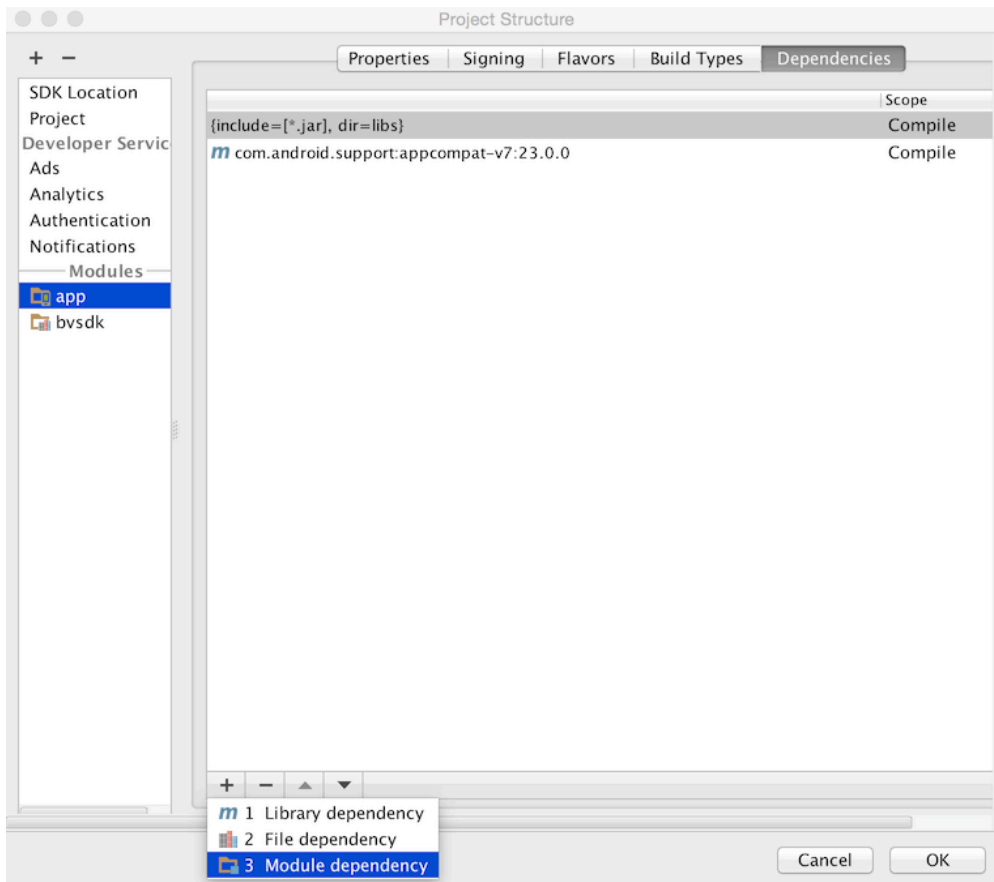 Project Structure
+ −
Properties Signing Flavors Build Types Dependencies
SDK Location
Project
Developer Servic
Ads
Analytics
Authentication
Notifications
Modules
app
bvsdk
Scope
{include=[*.jar], dir=libs} Compile
m com.android.support:appcompat-v7:23.0.0 Compile
+ −
m 1 Library dependency
2 File dependency
3 Module dependency
Cancel OK